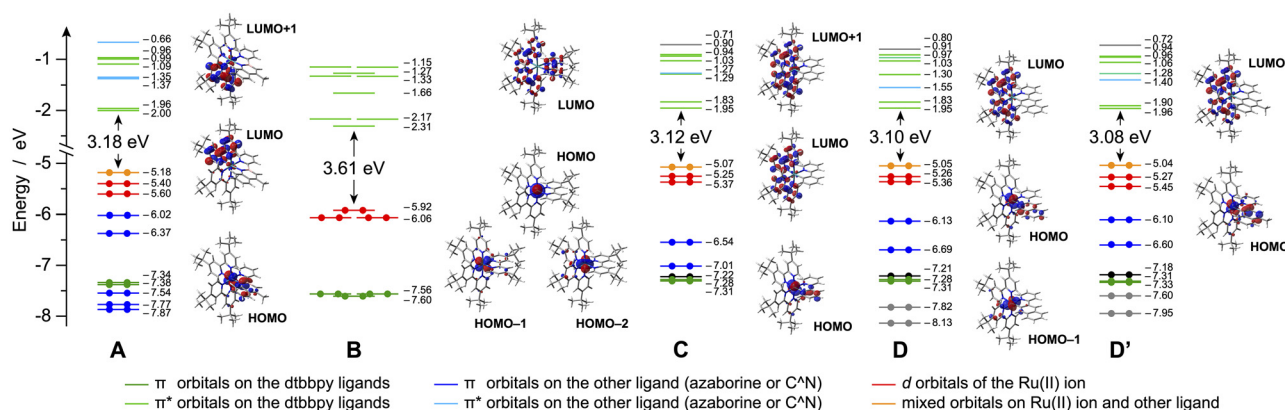 Energy / eV
-1
-2
-5
-6
-7
-8
−0.66
−0.96
−0.99
−1.09
−1.35
−1.37
−1.96
−2.00
3.18 eV
−5.18
−5.40
−5.60
−6.02
−6.37
−7.34
−7.38
−7.54
−7.77
−7.87
LUMO+1
LUMO
HOMO
A
−1.15
−1.27
−1.33
−1.66
−2.17
−2.31
3.61 eV
−5.92
−6.06
−7.56
−7.60
LUMO
HOMO
HOMO−1
HOMO−2
B
−0.71
−0.90
−0.94
−1.03
−1.27
−1.29
−1.83
−1.95
3.12 eV
−5.07
−5.25
−5.37
−6.54
−7.01
−7.22
−7.28
−7.31
LUMO+1
LUMO
HOMO
C
−0.80
−0.91
−0.97
−1.03
−1.30
−1.55
−1.83
−1.95
3.10 eV
−5.05
−5.26
−5.36
−6.13
−6.69
−7.21
−7.28
−7.31
−7.82
−8.13
LUMO
HOMO
HOMO−1
D
−0.72
−0.94
−0.96
−1.06
−1.28
−1.40
−1.90
−1.96
3.08 eV
−5.04
−5.27
−5.45
−6.10
−6.60
−7.18
−7.31
−7.33
−7.60
−7.95
LUMO
HOMO
D’
π orbitals on the dtbbpy ligands
π* orbitals on the dtbbpy ligands
π orbitals on the other ligand (azaborine or C^N)
π* orbitals on the other ligand (azaborine or C^N)
d orbitals of the Ru(II) ion
mixed orbitals on Ru(II) ion and other ligand